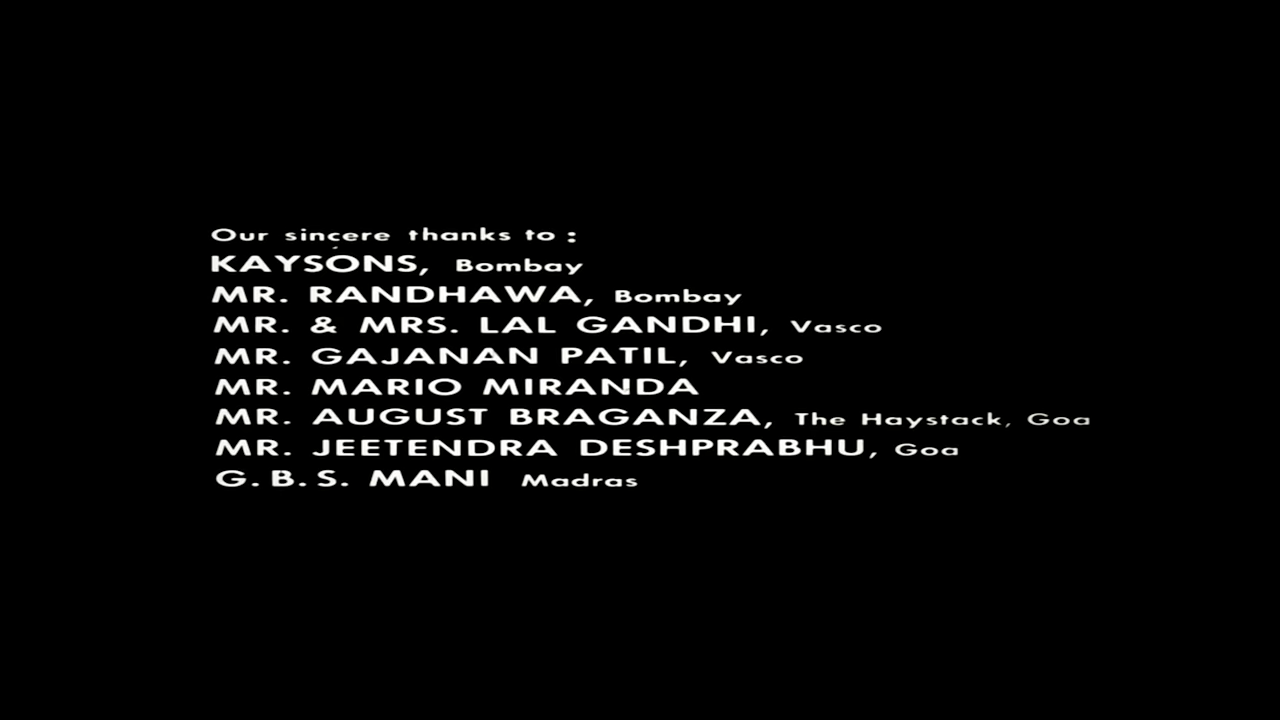 Our sincere thanks to :
KAYSONS, Bombay
MR. RANDHAWA, Bombay
MR. & MRS. LAL GANDHI, Vasco
MR. GAJANAN PATIL, Vasco
MR. MARIO MIRANDA
MR. AUGUST BRAGANZA, The Haystack, Goa
MR. JEETENDRA DESHPRABHU, Goa
G. B. S. MANI Madras